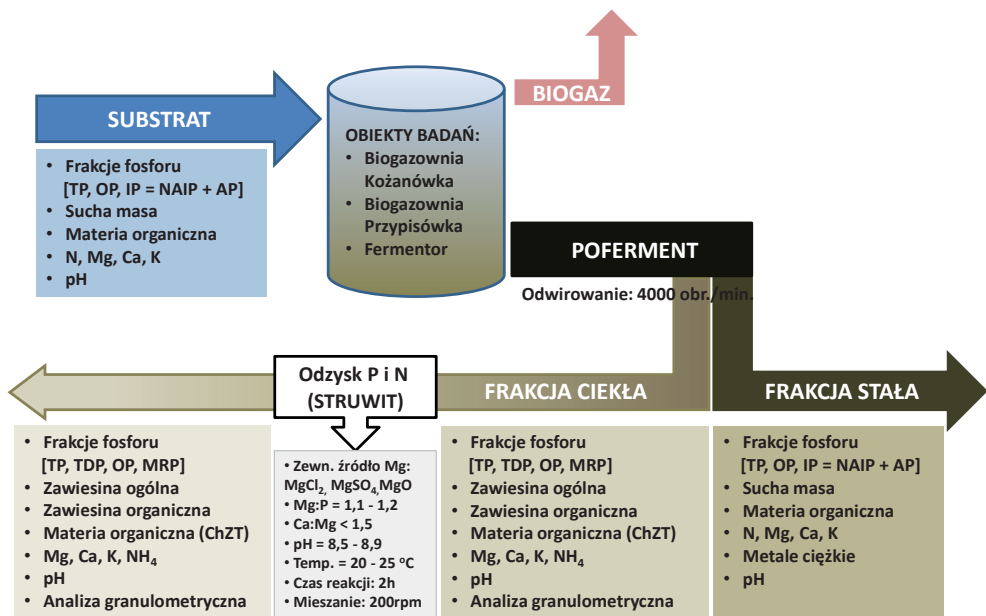 BIOGAZ
SUBSTRAT
• Frakcje fosforu
[TP, OP, IP = NAIP + AP]
• Sucha masa
• Materia organiczna
• N, Mg, Ca, K
• pH
OBIEKTY BADAŃ:
• Biogazownia
Kożanówka
• Biogazownia
Przypisówka
• Fermentor
POFERMENT
Odwirowanie: 4000 obr./min.
Odzysk P i N
(STRUWIT)
FRAKCJA CIEKŁA
FRAKCJA STAŁA
• Frakcje fosforu
[TP, TDP, OP, MRP]
• Zawiesina ogólna
• Zawiesina organiczna
• Materia organiczna (ChZT)
• Mg, Ca, K, NH₄
• pH
• Analiza granulometryczna
• Zewn. źródło Mg:
MgCl₂, MgSO₄,MgO
• Mg:P = 1,1 - 1,2
• Ca:Mg < 1,5
• pH = 8,5 - 8,9
• Temp. = 20 - 25 °C
• Czas reakcji: 2h
• Mieszanie: 200rpm
• Frakcje fosforu
[TP, TDP, OP, MRP]
• Zawiesina ogólna
• Zawiesina organiczna
• Materia organiczna (ChZT)
• Mg, Ca, K, NH₄
• pH
• Analiza granulometryczna
• Frakcje fosforu
[TP, OP, IP = NAIP + AP]
• Sucha masa
• Materia organiczna
• N, Mg, Ca, K
• Metale ciężkie
• pH